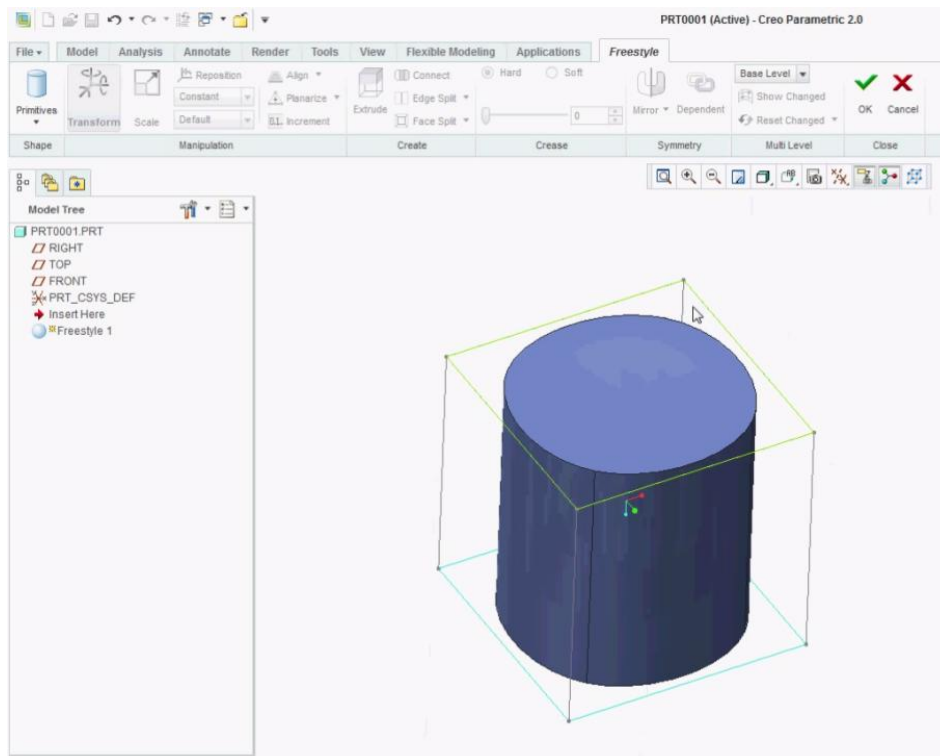 PRT0001 (Active) - Creo Parametric 2.0
File Model Analysis Annotate Render Tools View Flexible Modeling Applications Freestyle
Primitives
Transform
Scale
Reposition
Constant
Default
Align
Planarize
0.1.. Increment
Extrude
Connect
Edge Split
Face Split
Hard Soft
0
Mirror
Dependent
Base Level
Show Changed
Reset Changed
OK
Cancel
Shape Manipulation Create Crease Symmetry Multi Level Close
Model Tree
PRT0001.PRT
RIGHT
TOP
FRONT
PRT_CSYS_DEF
Insert Here
Freestyle 1